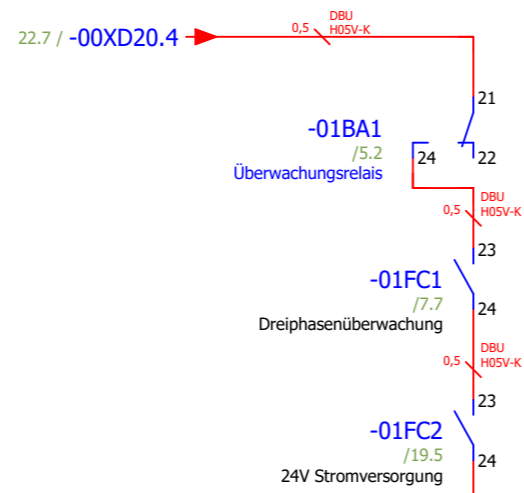 DBU
22.7 / -00XD20.4 0,5 H05V-K
21
-01BA1
/5.2 24 22
Überwachungsrelais
DBU
0,5 H05V-K
23
-01FC1
/7.7 24
Dreiphasenüberwachung
DBU
0,5 H05V-K
23
-01FC2
/19.5 24
24V Stromversorgung